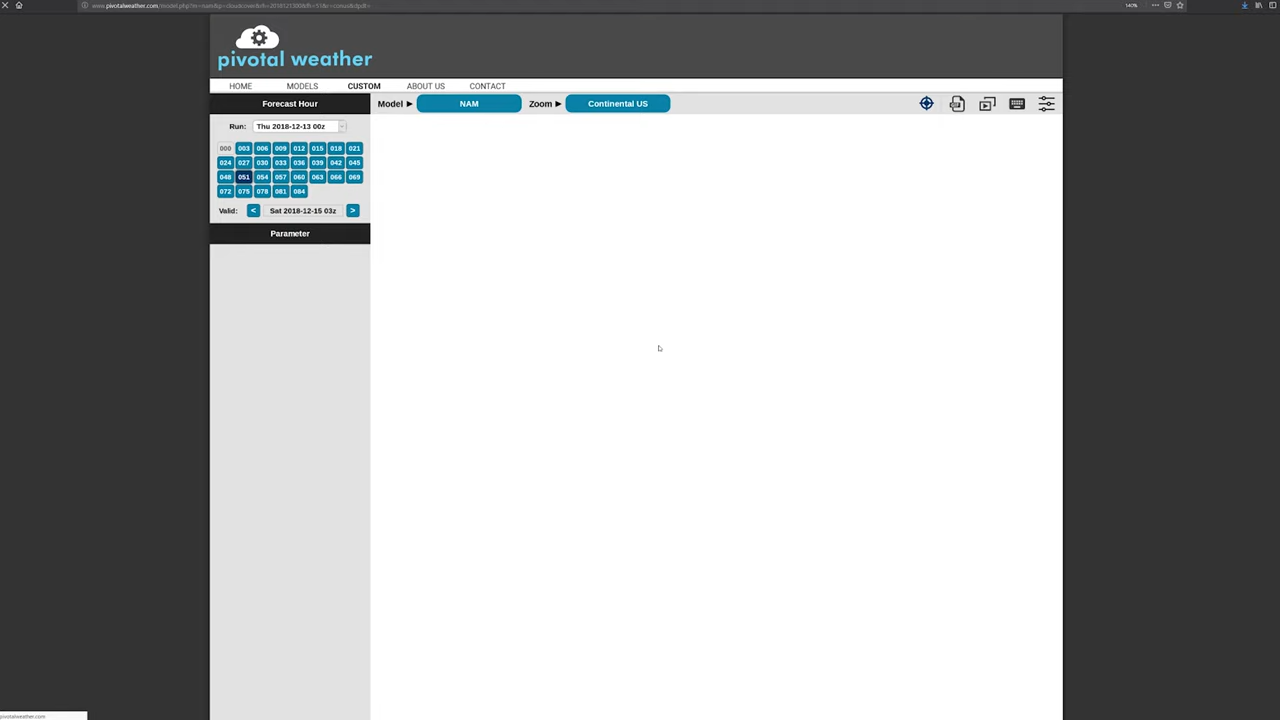 140%
pivotal weather
HOME MODELS CUSTOM ABOUT US CONTACT
Forecast Hour
Model ► NAM Zoom ► Continental US
Run: Thu 2018-12-13 00z
000 003 006 009 012 015 018 021
024 027 030 033 036 039 042 045
048 051 054 057 060 063 066 069
072 075 078 081 084
Valid: < Sat 2018-12-15 03z >
Parameter
pivotalweather.com